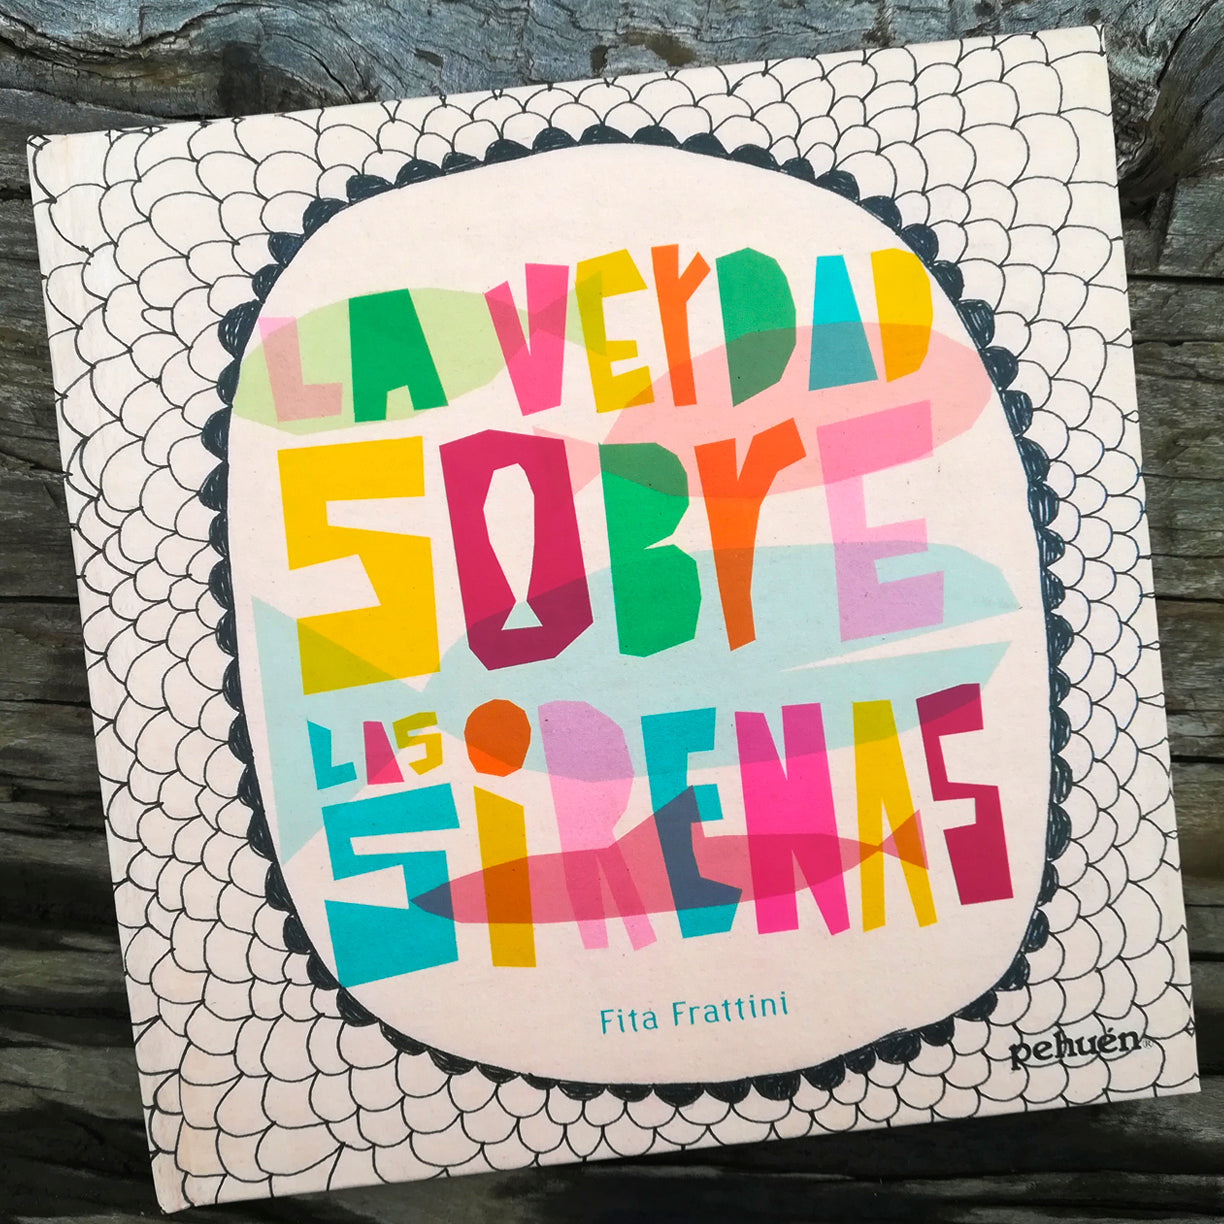 LA VERDAD
SOBRE
LAS
SIRENAS
Fita Frattini
pehuén®